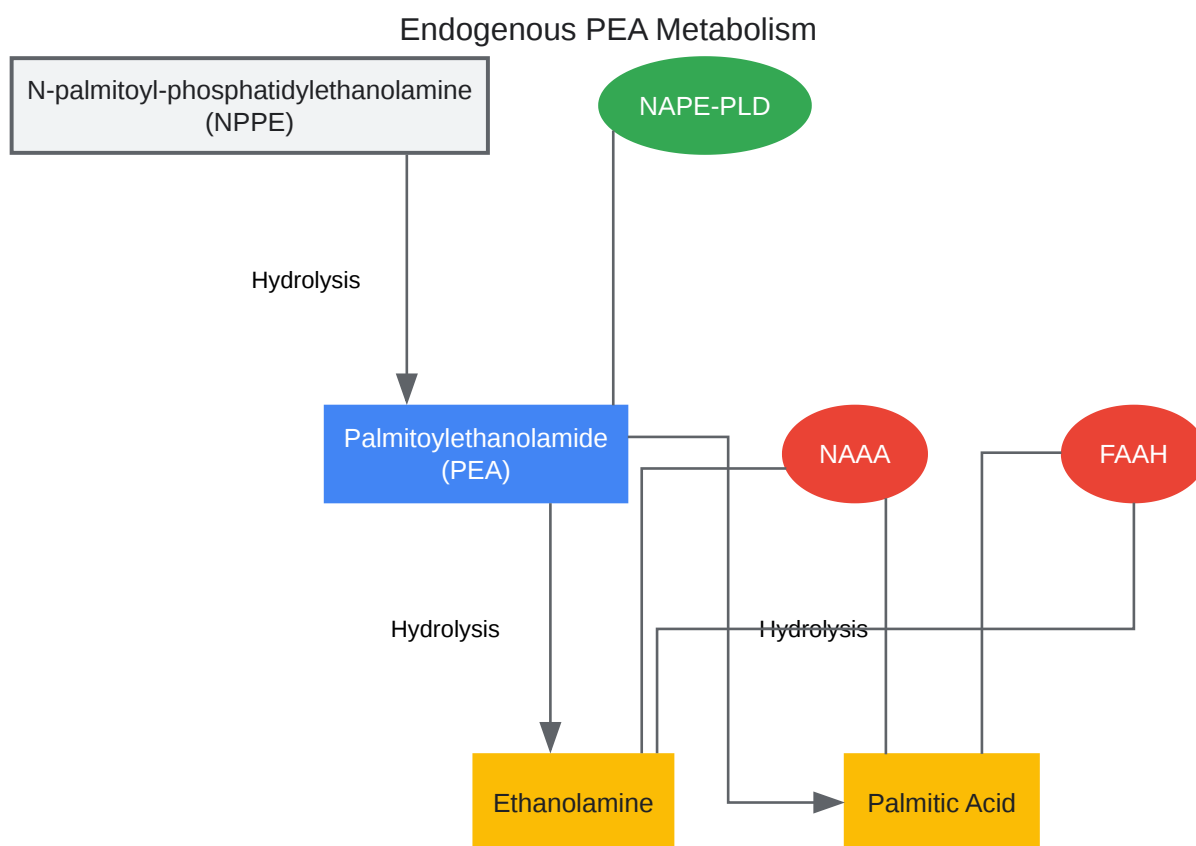 Endogenous PEA Metabolism
N-palmitoyl-phosphatidylethanolamine
(NPPE)
NAPE-PLD
Hydrolysis
Palmitoylethanolamide
(PEA)
NAAA
FAAH
Hydrolysis
Hydrolysis
Ethanolamine
Palmitic Acid